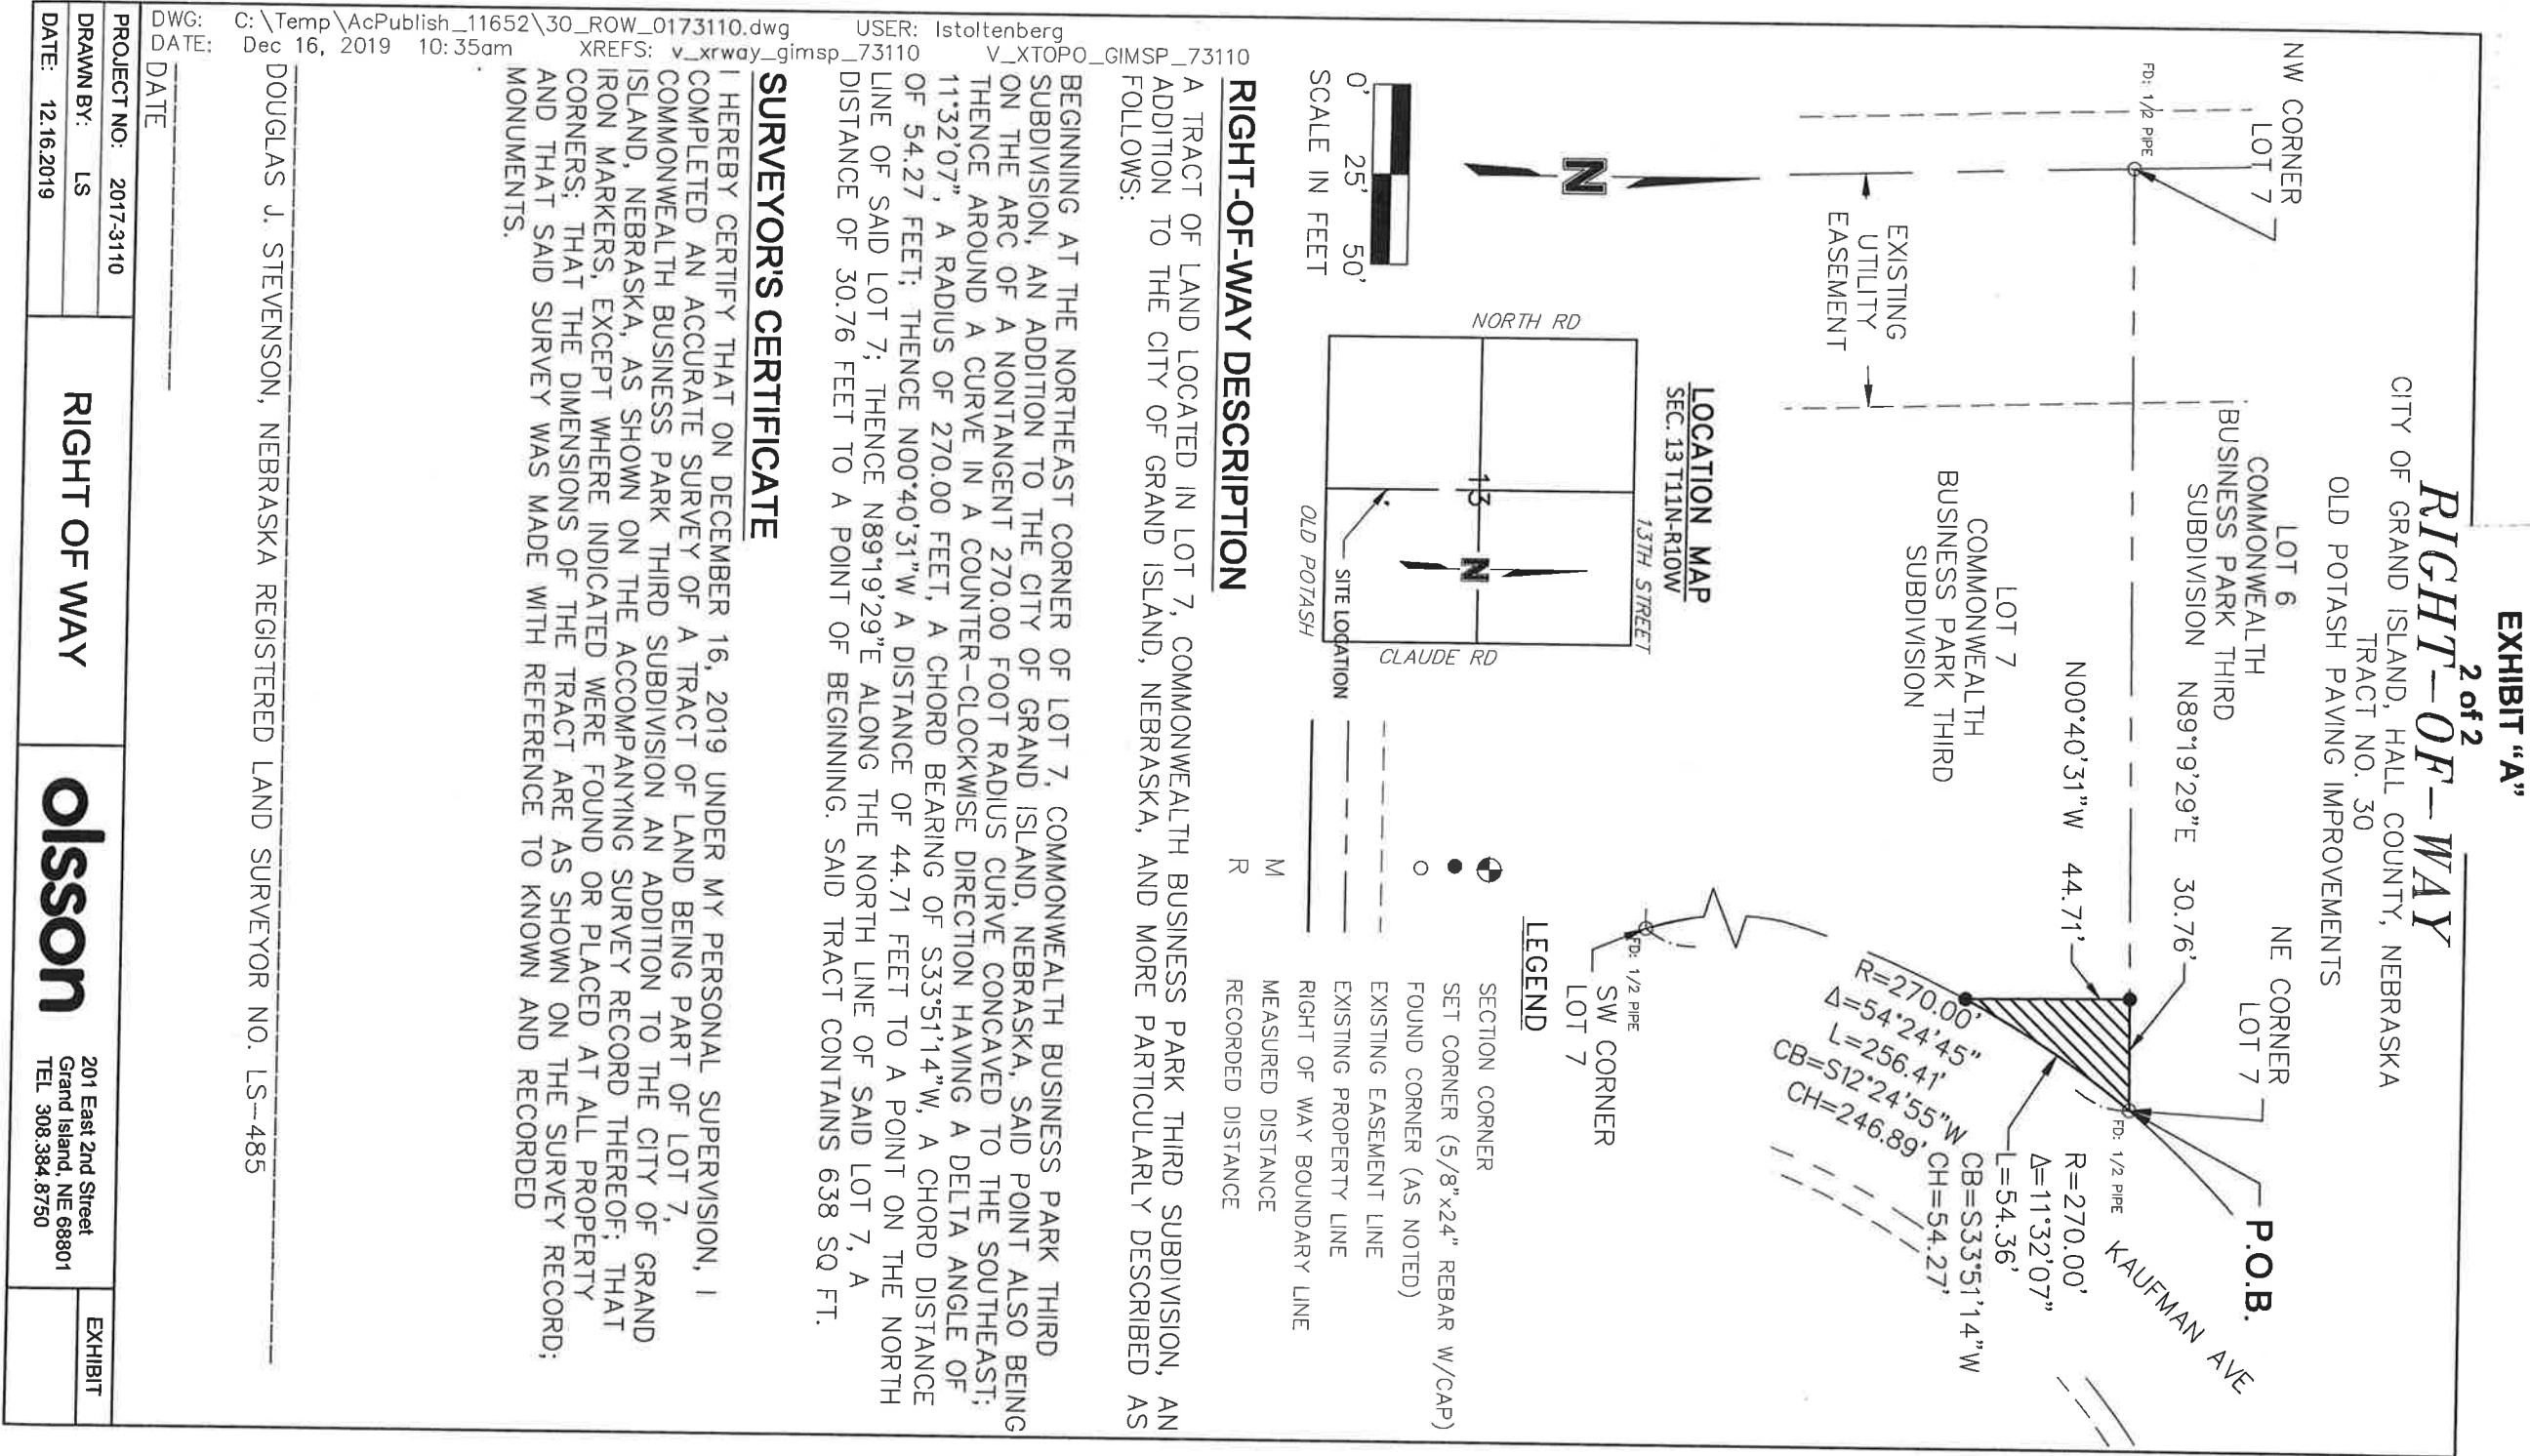 EXHIBIT "A"
2 of 2
RIGHT-OF-WAY
CITY OF GRAND ISLAND, HALL COUNTY, NEBRASKA
TRACT NO. 30
OLD POTASH PAVING IMPROVEMENTS
NW CORNER
LOT 7
FD: 1/2 PIPE
LOT 6
COMMONWEALTH
BUSINESS PARK THIRD
SUBDIVISION
N89°19'29"E 30.76'
NE CORNER
LOT 7
P.O.B.
FD: 1/2 PIPE
KAUFMAN AVE
N00°40'31"W 44.71'
R=270.00'
Δ=11°32'07"
L=54.36'
CB=S33°51'14"W
CH=54.27'
LOT 7
COMMONWEALTH
BUSINESS PARK THIRD
SUBDIVISION
EXISTING
UTILITY
EASEMENT
R=270.00'
Δ=54°24'45"
L=256.41'
CB=S12°24'55"W
CH=246.89'
FD: 1/2 PIPE
SW CORNER
LOT 7
N
0' 25' 50'
SCALE IN FEET
LOCATION MAP
SEC. 13 T11N-R10W
13TH STREET
NORTH RD
13
N
CLAUDE RD
SITE LOCATION
OLD POTASH
LEGEND
SECTION CORNER
SET CORNER (5/8"x24" REBAR W/CAP)
FOUND CORNER (AS NOTED)
EXISTING EASEMENT LINE
EXISTING PROPERTY LINE
RIGHT OF WAY BOUNDARY LINE
M MEASURED DISTANCE
R RECORDED DISTANCE
RIGHT-OF-WAY DESCRIPTION
A TRACT OF LAND LOCATED IN LOT 7, COMMONWEALTH BUSINESS PARK THIRD SUBDIVISION, AN
ADDITION TO THE CITY OF GRAND ISLAND, NEBRASKA, AND MORE PARTICULARLY DESCRIBED AS
FOLLOWS:
BEGINNING AT THE NORTHEAST CORNER OF LOT 7, COMMONWEALTH BUSINESS PARK THIRD
SUBDIVISION, AN ADDITION TO THE CITY OF GRAND ISLAND, NEBRASKA, SAID POINT ALSO BEING
ON THE ARC OF A NONTANGENT 270.00 FOOT RADIUS CURVE CONCAVED TO THE SOUTHEAST;
THENCE AROUND A CURVE IN A COUNTER-CLOCKWISE DIRECTION HAVING A DELTA ANGLE OF
11°32'07", A RADIUS OF 270.00 FEET, A CHORD BEARING OF S33°51'14"W, A CHORD DISTANCE
OF 54.27 FEET; THENCE N00°40'31"W A DISTANCE OF 44.71 FEET TO A POINT ON THE NORTH
LINE OF SAID LOT 7; THENCE N89°19'29"E ALONG THE NORTH LINE OF SAID LOT 7, A
DISTANCE OF 30.76 FEET TO A POINT OF BEGINNING. SAID TRACT CONTAINS 638 SQ FT.
SURVEYOR'S CERTIFICATE
I HEREBY CERTIFY THAT ON DECEMBER 16, 2019 UNDER MY PERSONAL SUPERVISION, I
COMPLETED AN ACCURATE SURVEY OF A TRACT OF LAND BEING PART OF LOT 7,
COMMONWEALTH BUSINESS PARK THIRD SUBDIVISION AN ADDITION TO THE CITY OF GRAND
ISLAND, NEBRASKA, AS SHOWN ON THE ACCOMPANYING SURVEY RECORD THEREOF; THAT
IRON MARKERS, EXCEPT WHERE INDICATED WERE FOUND OR PLACED AT ALL PROPERTY
CORNERS; THAT THE DIMENSIONS OF THE TRACT ARE AS SHOWN ON THE SURVEY RECORD;
AND THAT SAID SURVEY WAS MADE WITH REFERENCE TO KNOWN AND RECORDED
MONUMENTS.
DOUGLAS J. STEVENSON, NEBRASKA REGISTERED LAND SURVEYOR NO. LS-485
DATE
DWG: C:\Temp\AcPublish_11652\30_ROW_0173110.dwg USER: lstoltenberg
DATE: Dec 16, 2019 10:35am XREFS: v_xrway_gimsp_73110 V_XTOPO_GIMSP_73110
PROJECT NO: 2017-3110
DRAWN BY: LS
DATE: 12.16.2019
RIGHT OF WAY
olsson
201 East 2nd Street
Grand Island, NE 68801
TEL 308.384.8750
EXHIBIT